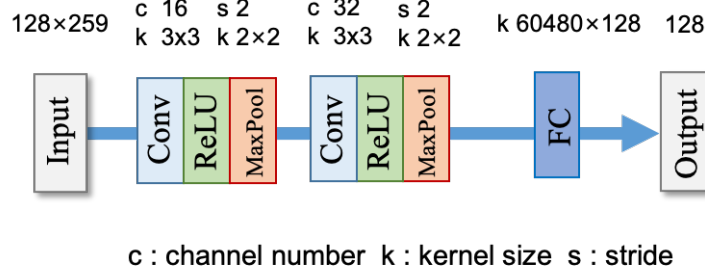 128×259
c 16 s 2
k 3x3 k 2×2
c 32 s 2
k 3x3 k 2×2
k 60480×128
128
Input
Conv
ReLU
MaxPool
Conv
ReLU
MaxPool
FC
Output
c : channel number k : kernel size s : stride